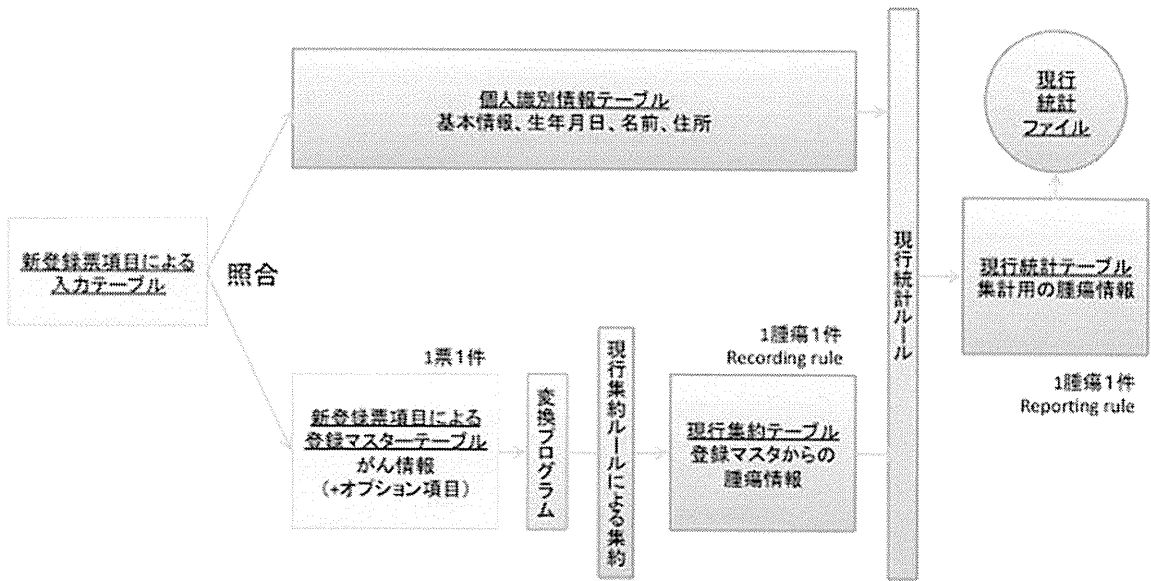 個人識別情報テーブル
基本情報、生年月日、名前、住所
現行
統計
ファイル
新登録票項目による
入力テーブル
照合
現行統計ルール
現行統計テーブル
集計用の腫瘍情報
1腫瘍1件
Reporting rule
1票1件
新登録票項目による
登録マスターテーブル
がん情報
(+オプション項目)
変換プログラム
現行集約ルールによる集約
1腫瘍1件
Recording rule
現行集約テーブル
登録マスタからの
腫瘍情報